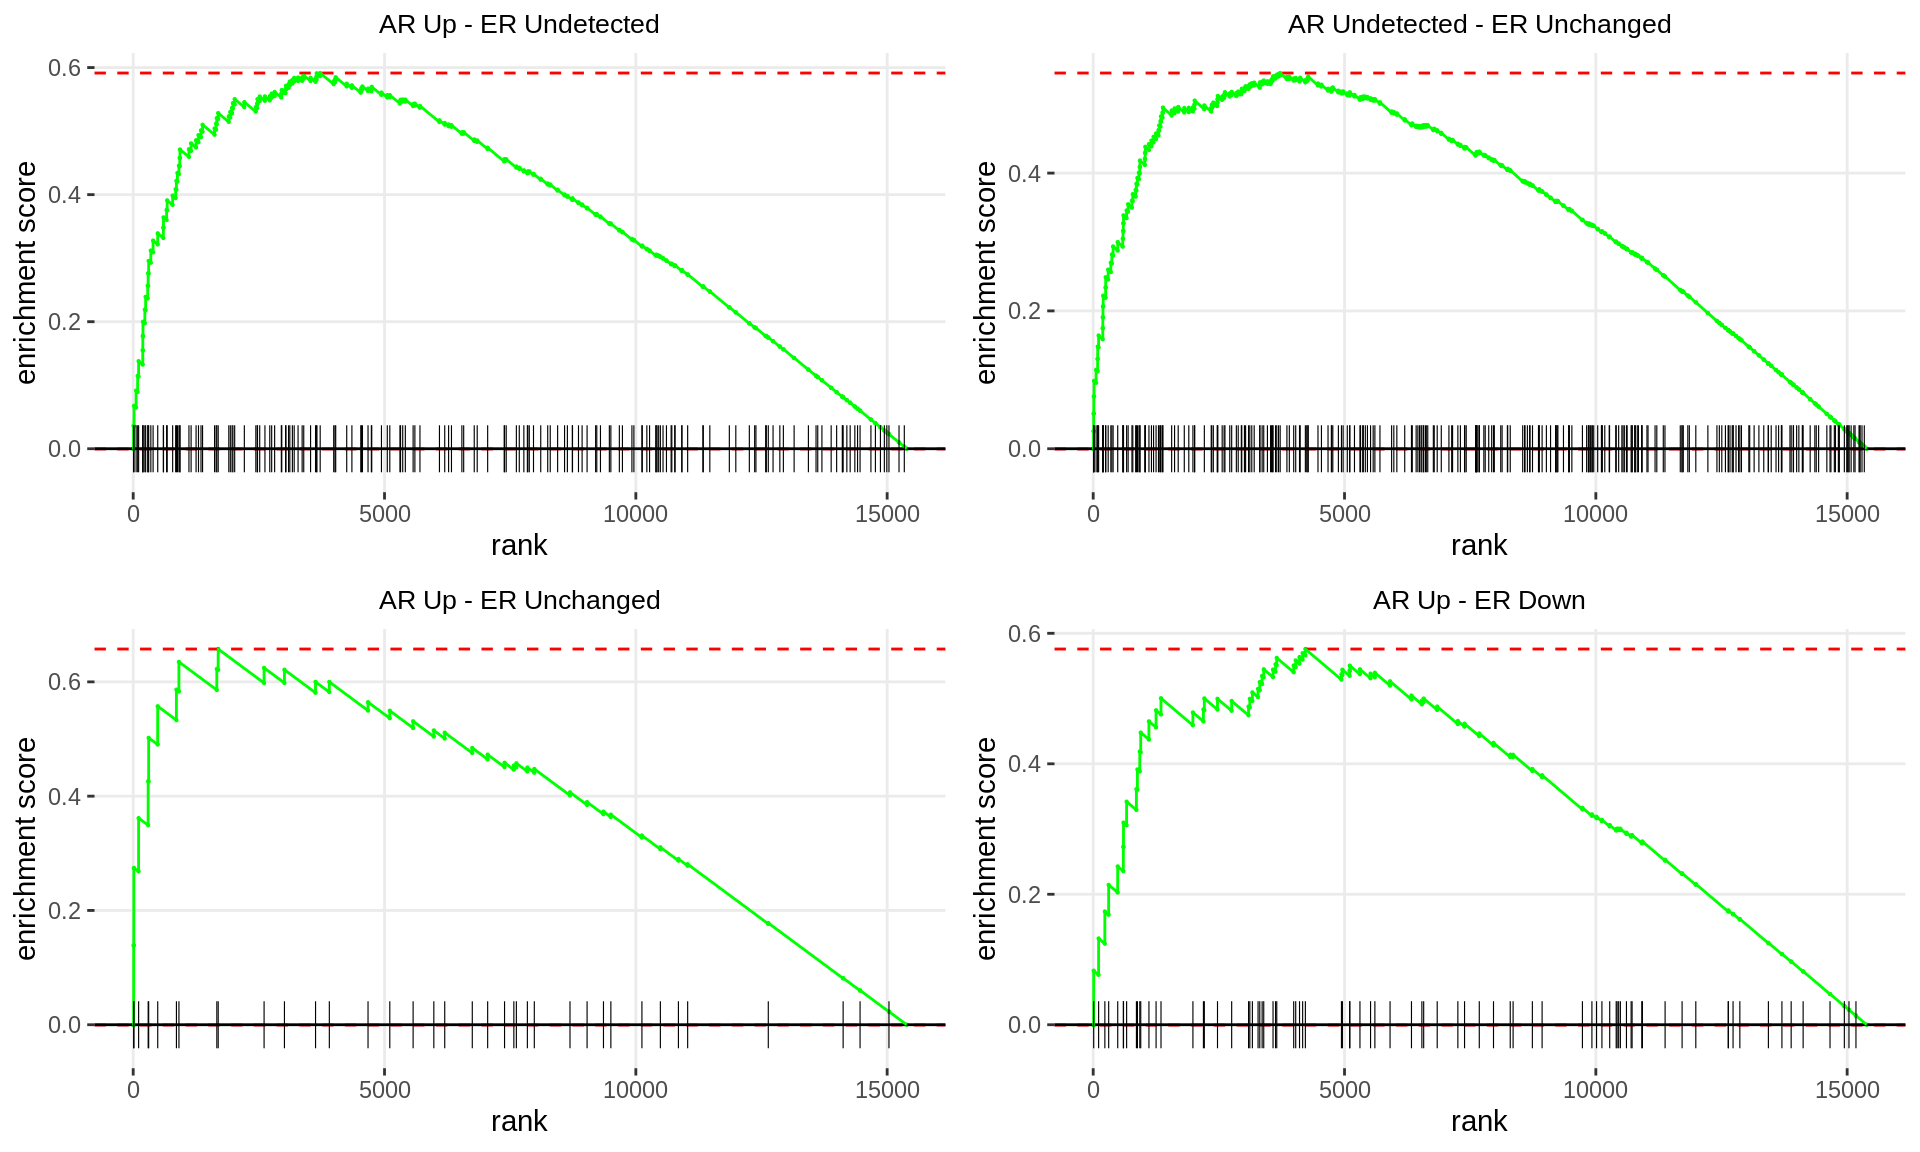 AR Up - ER Undetected
0.6
0.4
0.2
0.0
enrichment score
0 5000 10000 15000
rank
AR Undetected - ER Unchanged
0.4
0.2
0.0
enrichment score
0 5000 10000 15000
rank
AR Up - ER Unchanged
0.6
0.4
0.2
0.0
enrichment score
0 5000 10000 15000
rank
AR Up - ER Down
0.6
0.4
0.2
0.0
enrichment score
0 5000 10000 15000
rank